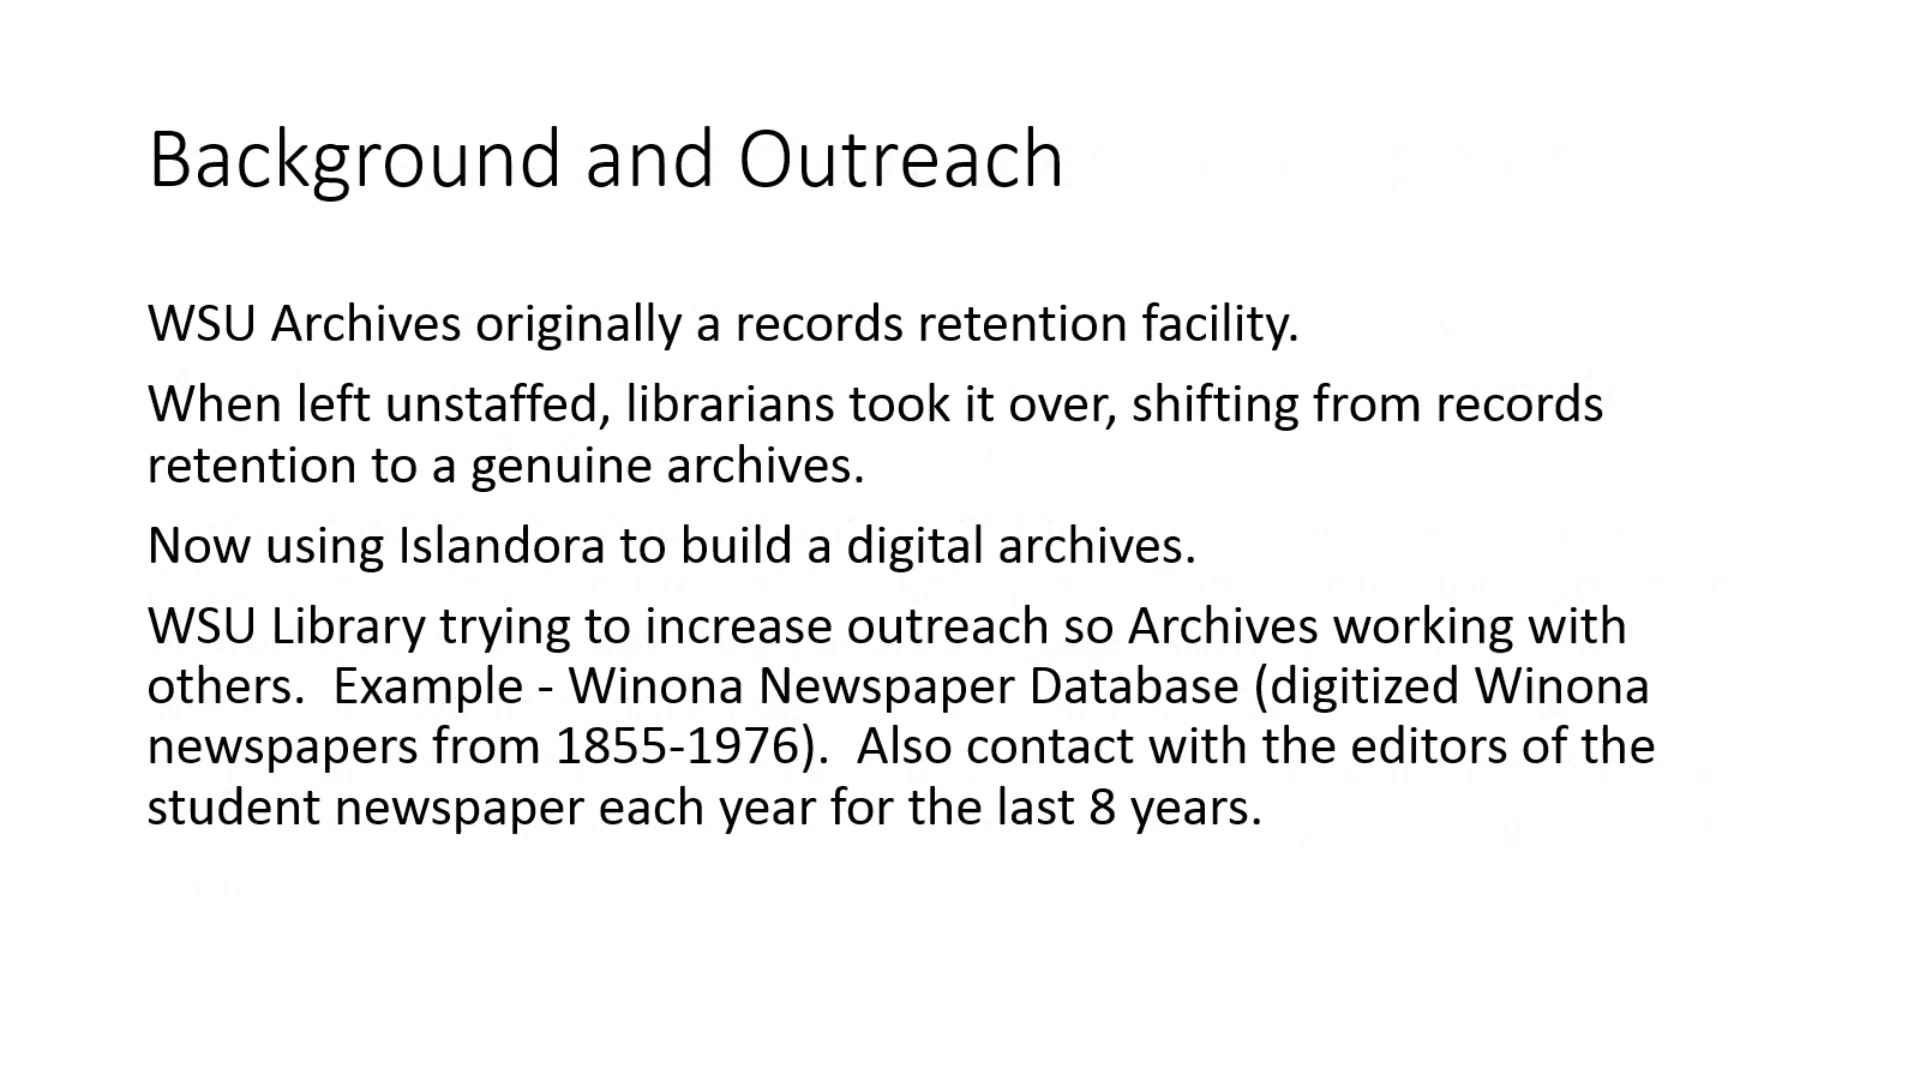 Background and Outreach
WSU Archives originally a records retention facility.
When left unstaffed, librarians took it over, shifting from records
retention to a genuine archives.
Now using Islandora to build a digital archives.
WSU Library trying to increase outreach so Archives working with
others.  Example - Winona Newspaper Database (digitized Winona
newspapers from 1855-1976).  Also contact with the editors of the
student newspaper each year for the last 8 years.